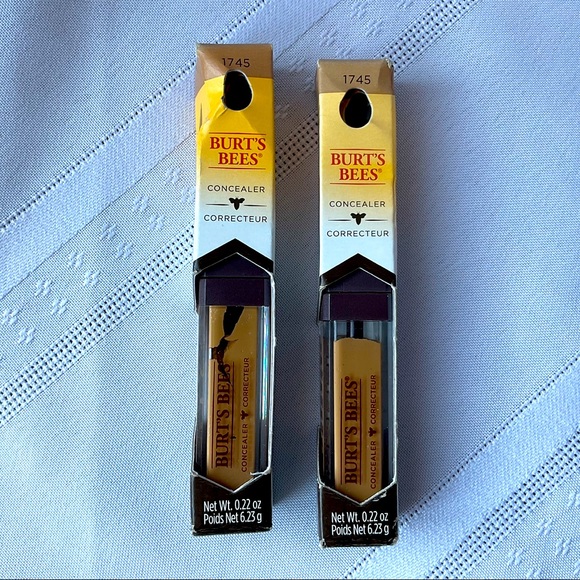 1745
BURT'S
BEES®
CONCEALER
CORRECTEUR
BURT'S BEES®
CONCEALER CORRECTEUR
Net Wt. 0.22 oz
Poids Net 6.23 g
1745
BURT'S
BEES®
CONCEALER
CORRECTEUR
BURT'S BEES®
CONCEALER CORRECTEUR
Net Wt. 0.22 oz
Poids Net 6.23 g